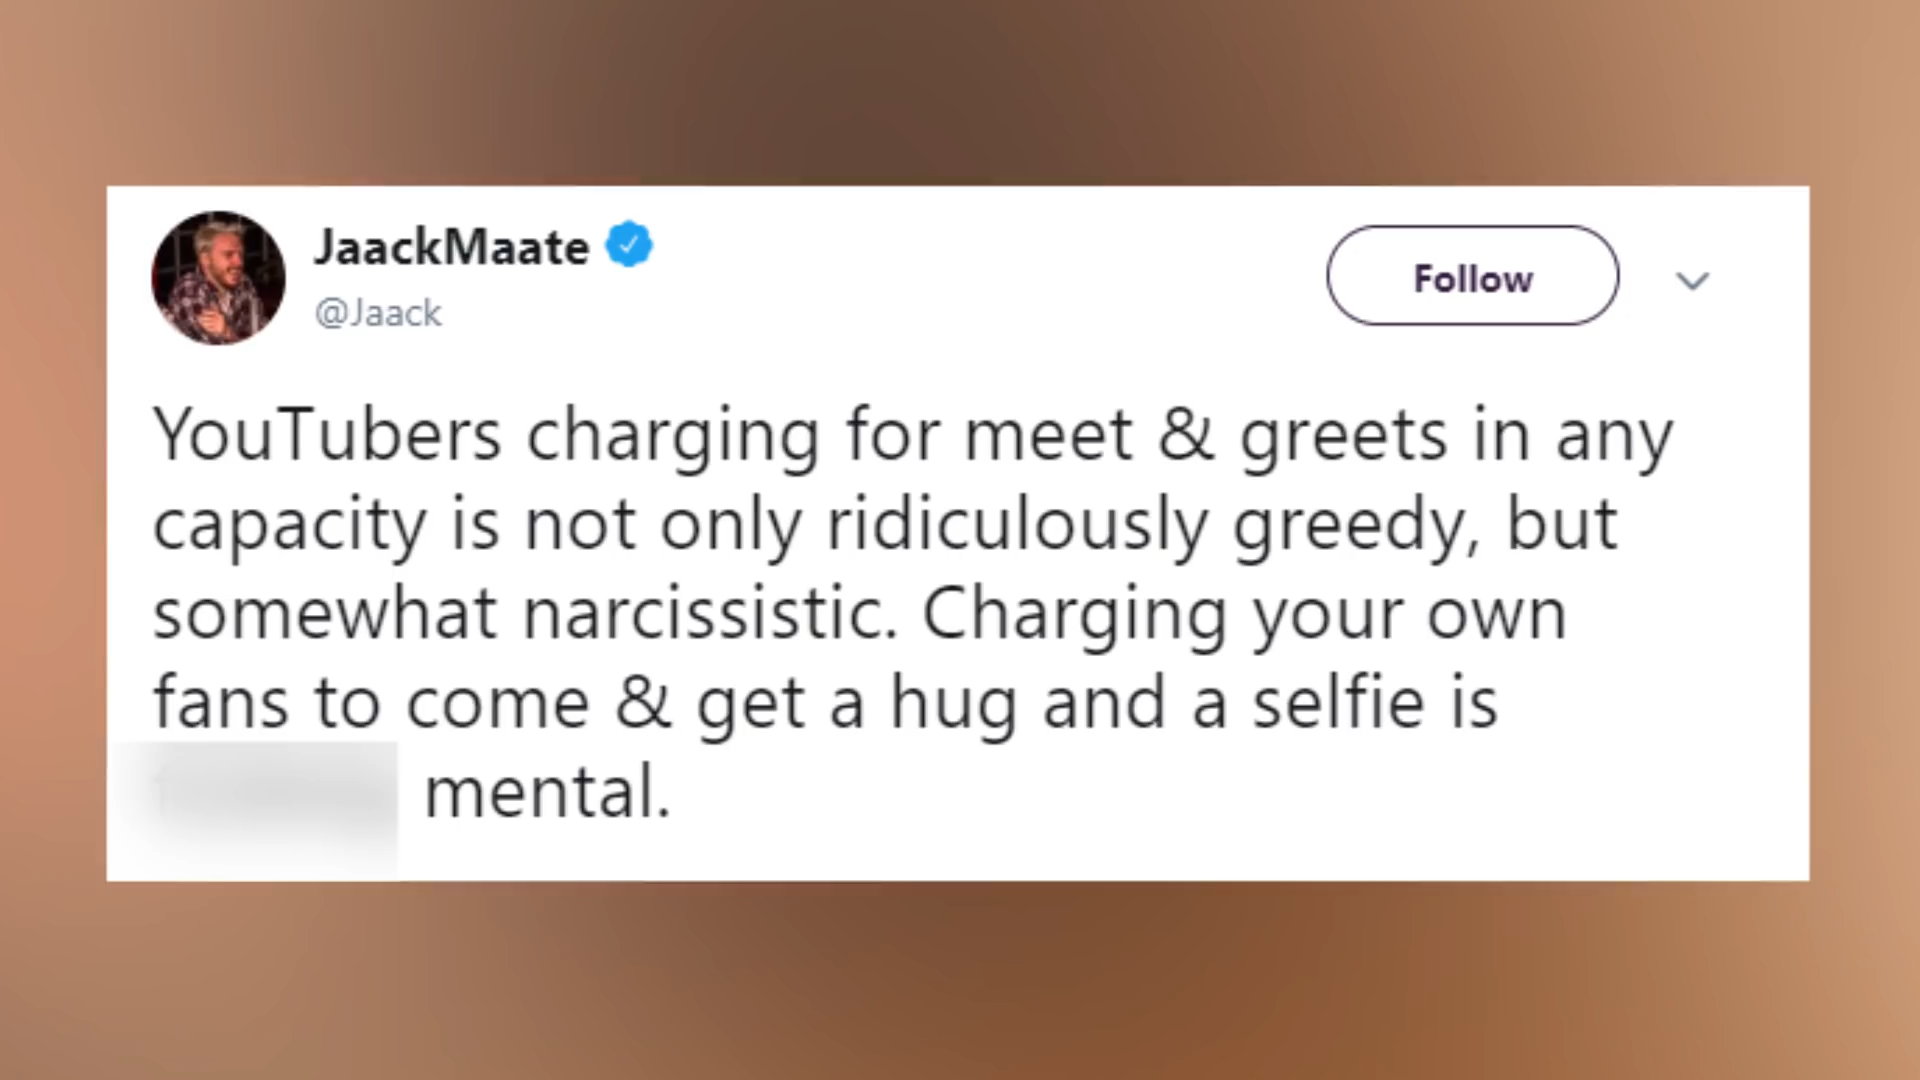 JaackMaate
@Jaack
Follow
YouTubers charging for meet & greets in any
capacity is not only ridiculously greedy, but
somewhat narcissistic. Charging your own
fans to come & get a hug and a selfie is
mental.